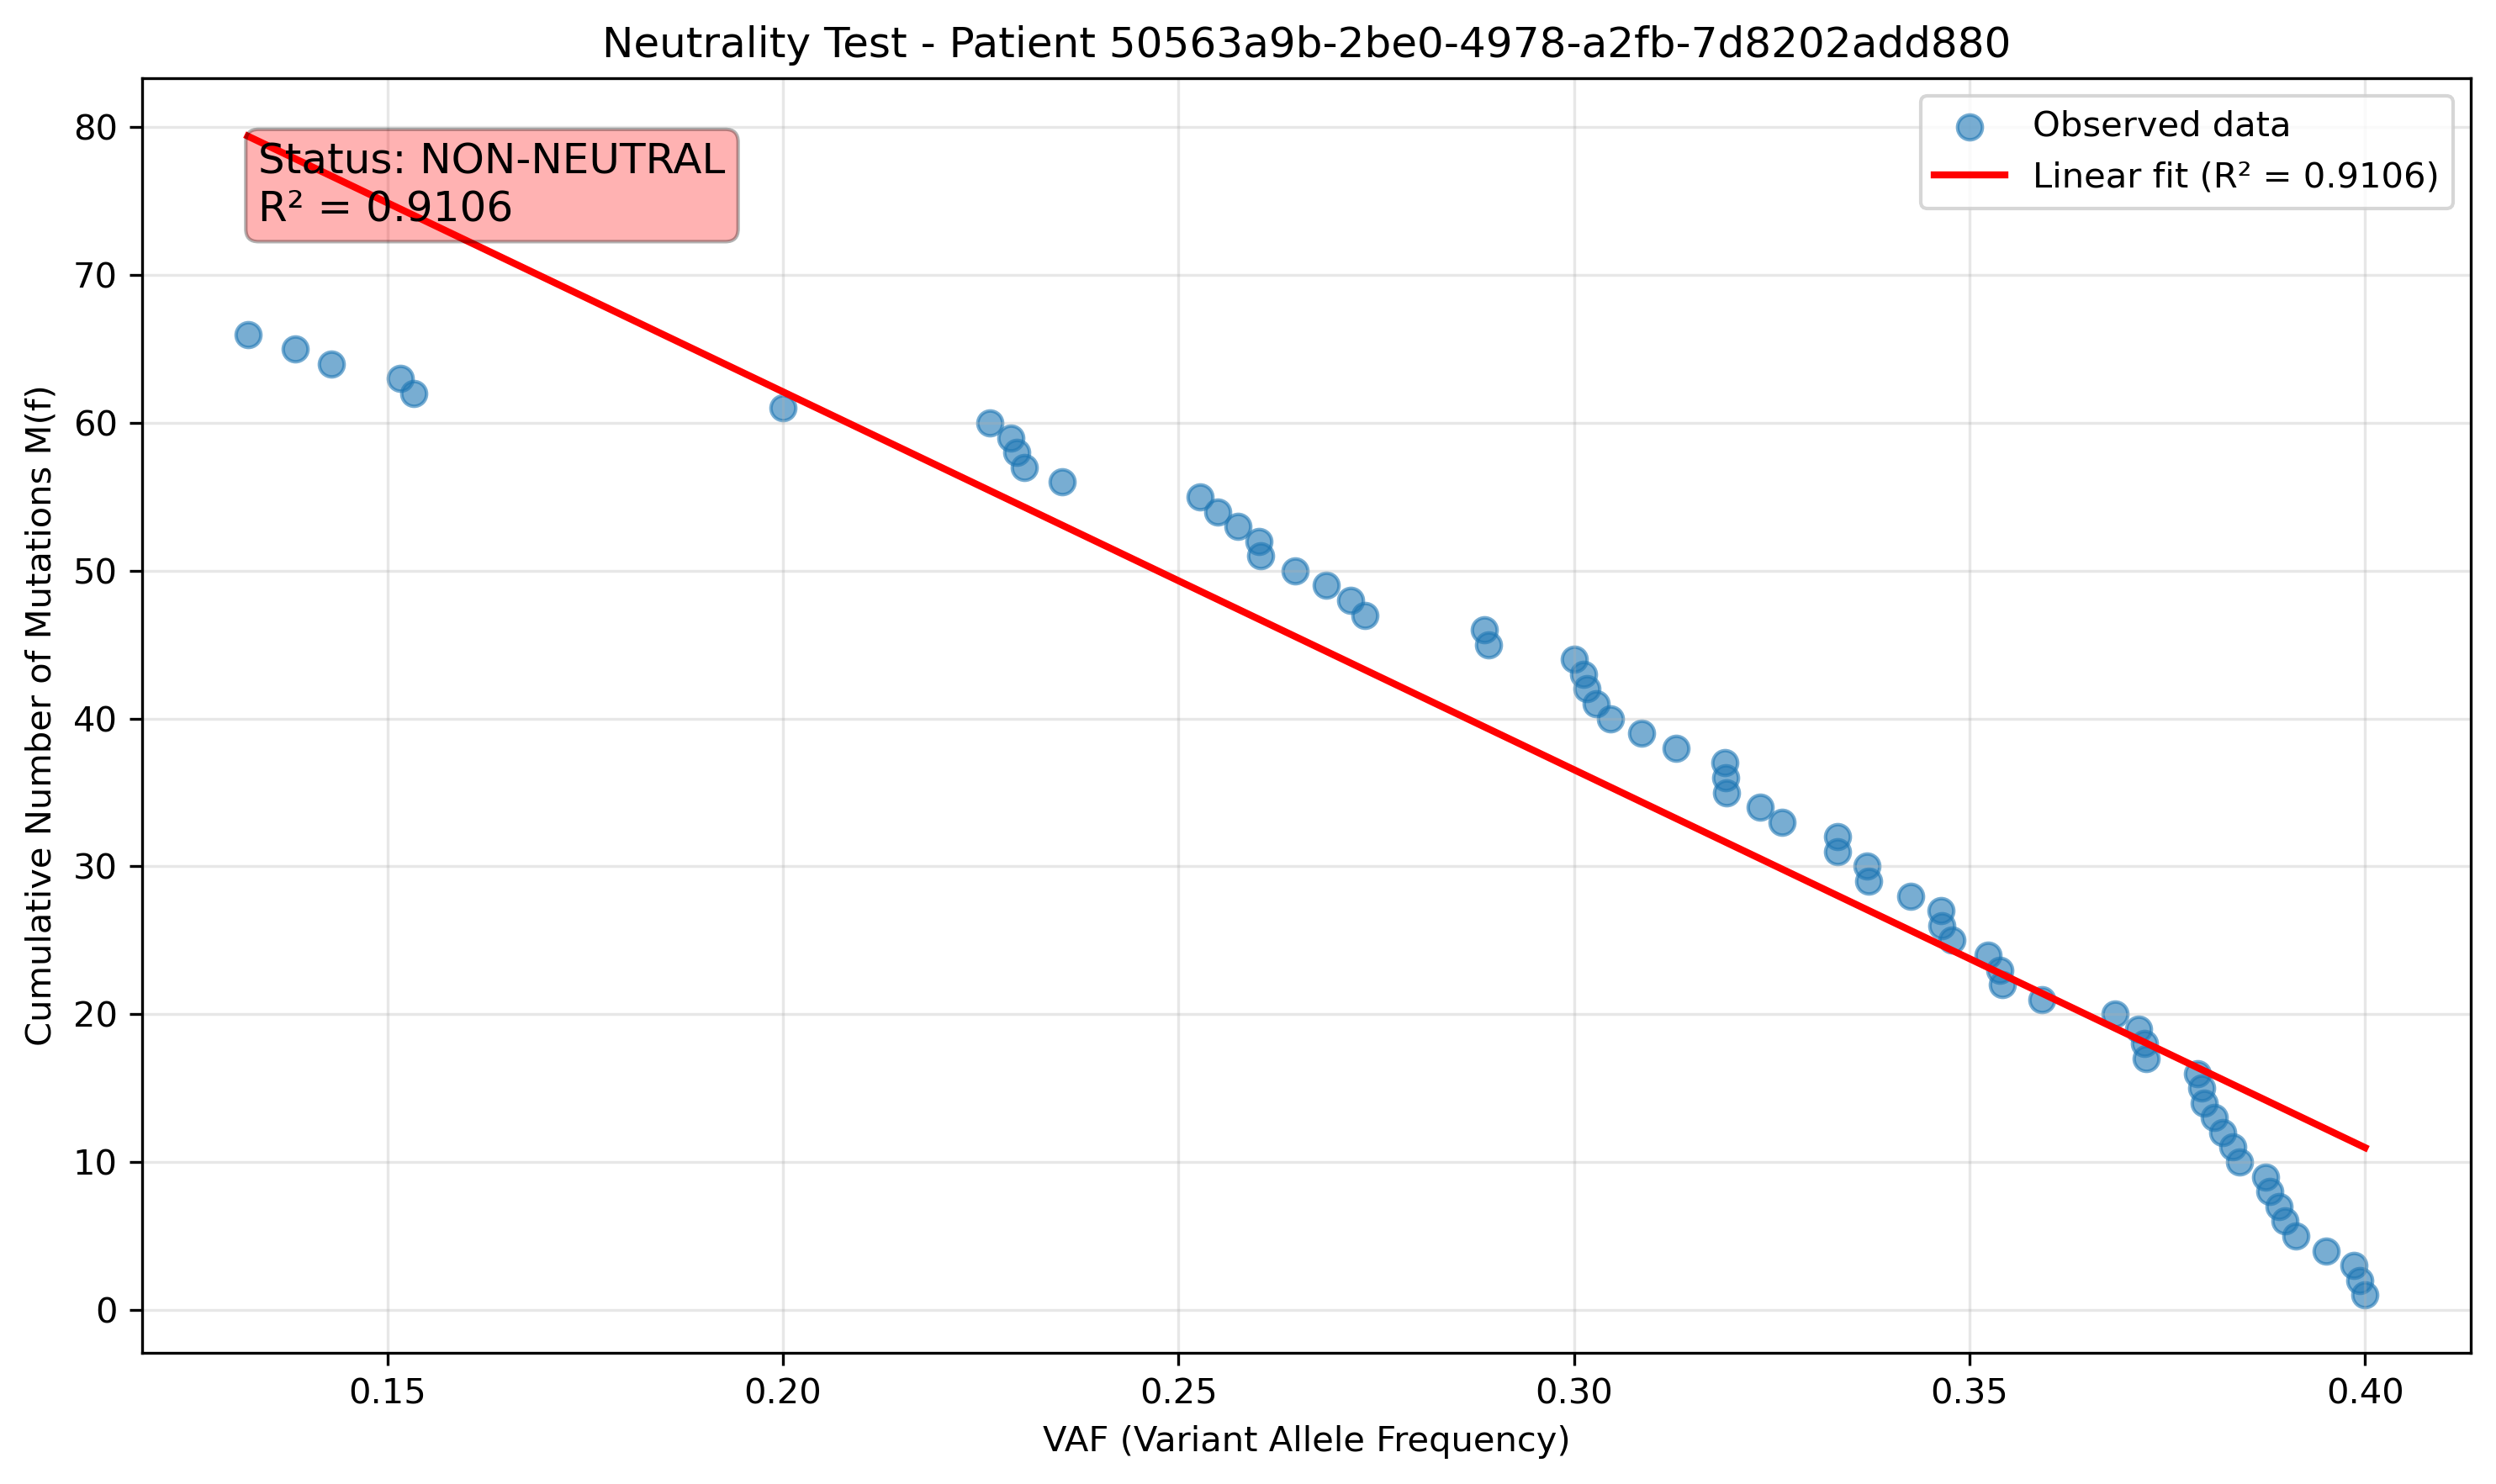 Neutrality Test - Patient 50563a9b-2be0-4978-a2fb-7d8202add880
Status: NON-NEUTRAL
R² = 0.9106
Observed data
Linear fit (R² = 0.9106)
Cumulative Number of Mutations M(f)
80
70
60
50
40
30
20
10
0
0.15
0.20
0.25
0.30
0.35
0.40
VAF (Variant Allele Frequency)